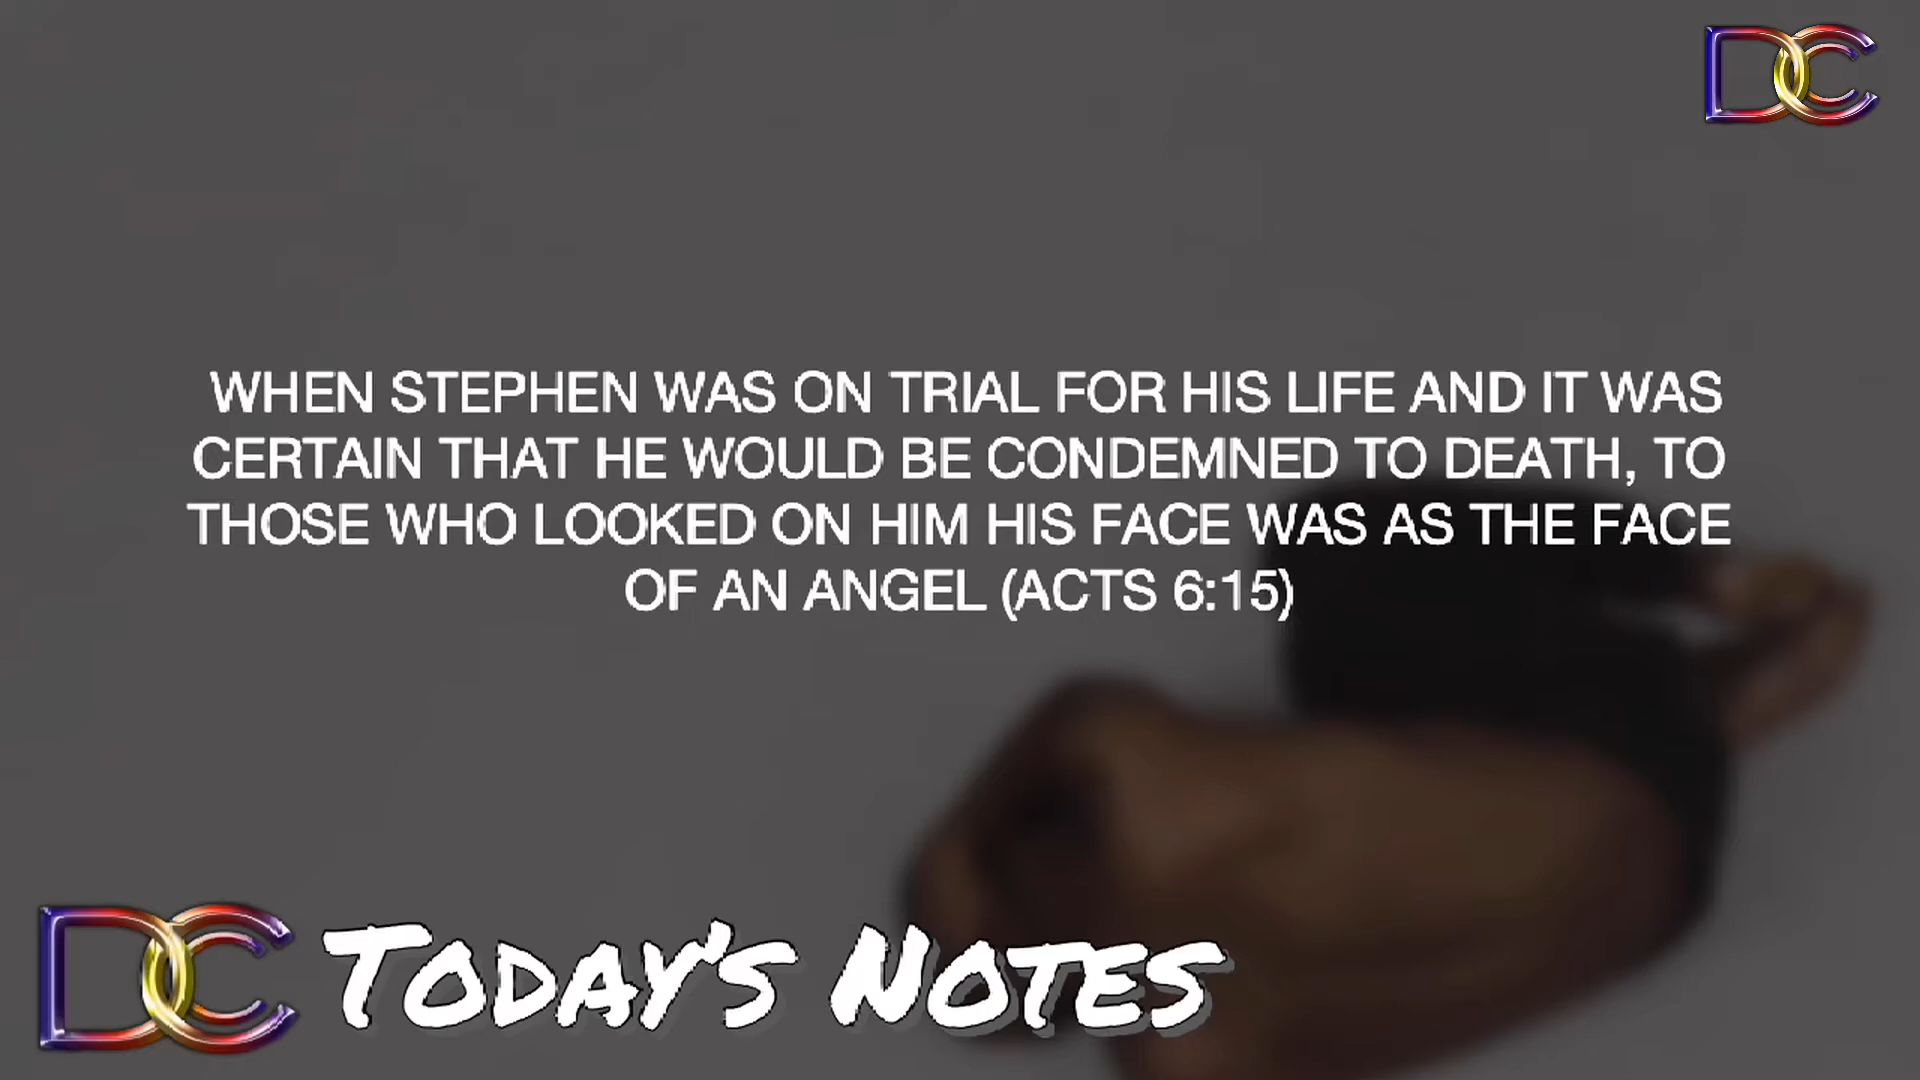 DC
WHEN STEPHEN WAS ON TRIAL FOR HIS LIFE AND IT WAS
CERTAIN THAT HE WOULD BE CONDEMNED TO DEATH, TO
THOSE WHO LOOKED ON HIM HIS FACE WAS AS THE FACE
OF AN ANGEL (ACTS 6:15)
DC TODAY'S NOTES